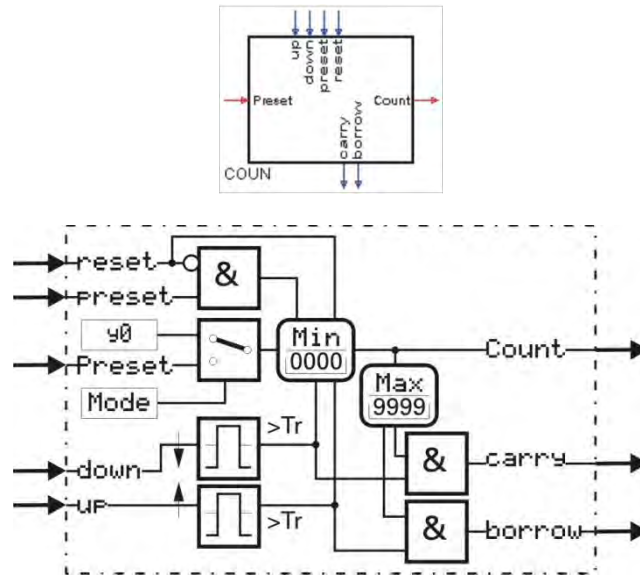 up
down
preset
reset
Preset
Count
carry
borrow
COUN
reset
preset
&
y0
Preset
Mode
Min
0000
Count
Max
9999
>Tr
down
&
carry
up
>Tr
&
borrow